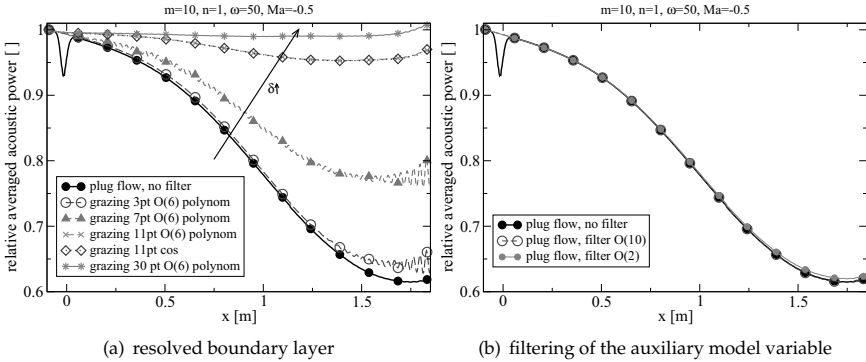 m=10, n=1, ω=50, Ma=-0.5
relative averaged acoustic power [ ]
1
0.9
0.8
0.7
0.6
δ↑
plug flow, no filter
grazing 3pt O(6) polynom
grazing 7pt O(6) polynom
grazing 11pt O(6) polynom
grazing 11pt cos
grazing 30 pt O(6) polynom
0
0.5
1
1.5
x [m]
(a) resolved boundary layer
m=10, n=1, ω=50, Ma=-0.5
relative averaged acoustic power [ ]
1
0.9
0.8
0.7
0.6
plug flow, no filter
plug flow, filter O(10)
plug flow, filter O(2)
0
0.5
1
1.5
x [m]
(b) filtering of the auxiliary model variable